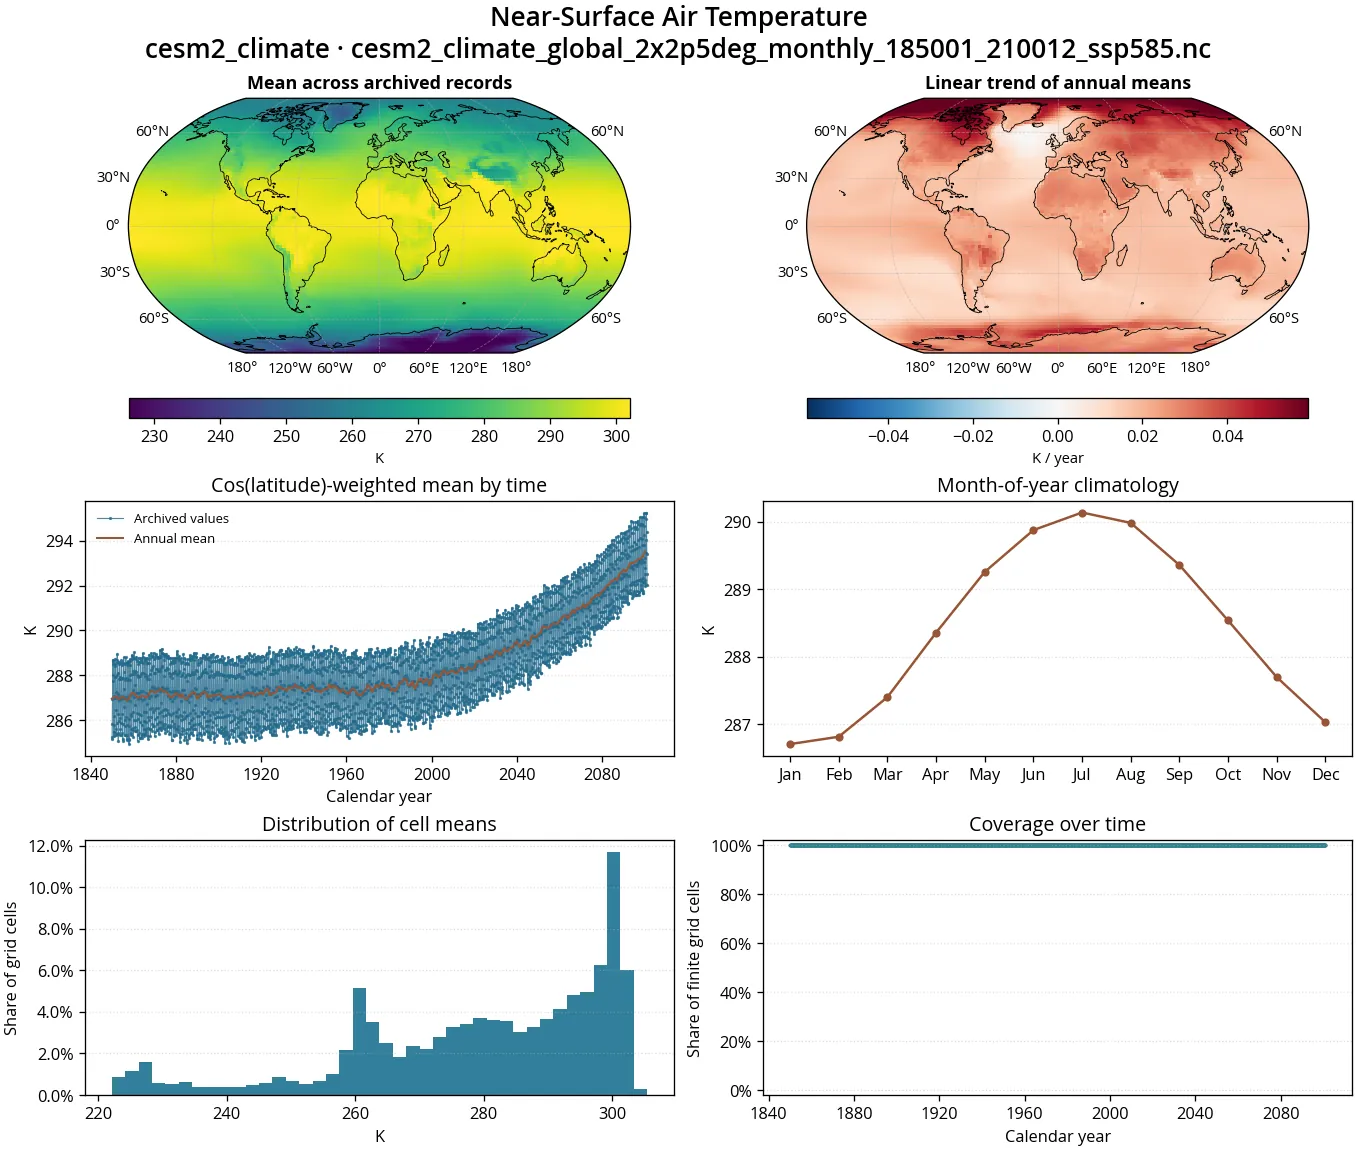 Near-Surface Air Temperature
cesm2_climate · cesm2_climate_global_2x2p5deg_monthly_185001_210012_ssp585.nc
Mean across archived records
60°N 60°N
30°N
0°
30°S
60°S 60°S
180° 120°W 60°W 0° 60°E 120°E 180°
230 240 250 260 270 280 290 300
K
Linear trend of annual means
60°N 60°N
30°N
0°
30°S
60°S 60°S
180° 120°W 60°W 0° 60°E 120°E 180°
−0.04 −0.02 0.00 0.02 0.04
K / year
Cos(latitude)-weighted mean by time
Archived values
Annual mean
294
292
290
288
286
K
1840 1880 1920 1960 2000 2040 2080
Calendar year
Month-of-year climatology
290
289
288
287
K
Jan Feb Mar Apr May Jun Jul Aug Sep Oct Nov Dec
Distribution of cell means
12.0%
10.0%
8.0%
6.0%
4.0%
2.0%
0.0%
Share of grid cells
220 240 260 280 300
K
Coverage over time
100%
80%
60%
40%
20%
0%
Share of finite grid cells
1840 1880 1920 1960 2000 2040 2080
Calendar year